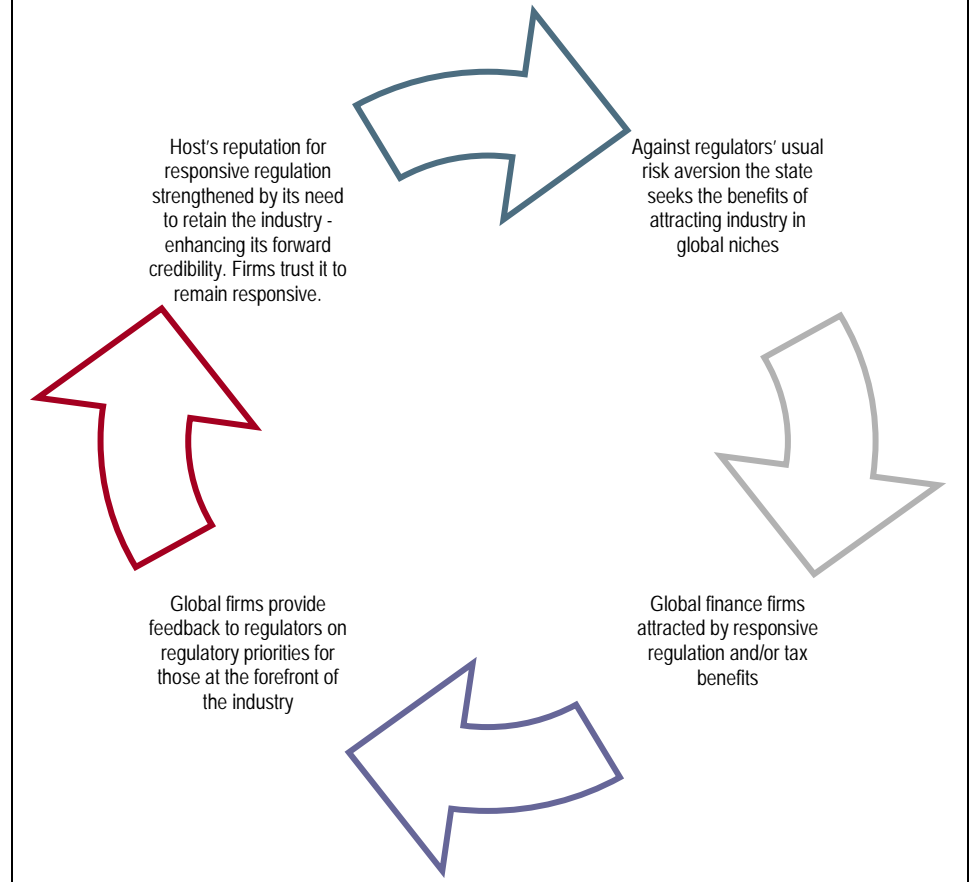 Host's reputation for
responsive regulation
strengthened by its need
to retain the industry -
enhancing its forward
credibility. Firms trust it to
remain responsive.
Against regulators' usual
risk aversion the state
seeks the benefits of
attracting industry in
global niches
Global finance firms
attracted by responsive
regulation and/or tax
benefits
Global firms provide
feedback to regulators on
regulatory priorities for
those at the forefront of
the industry